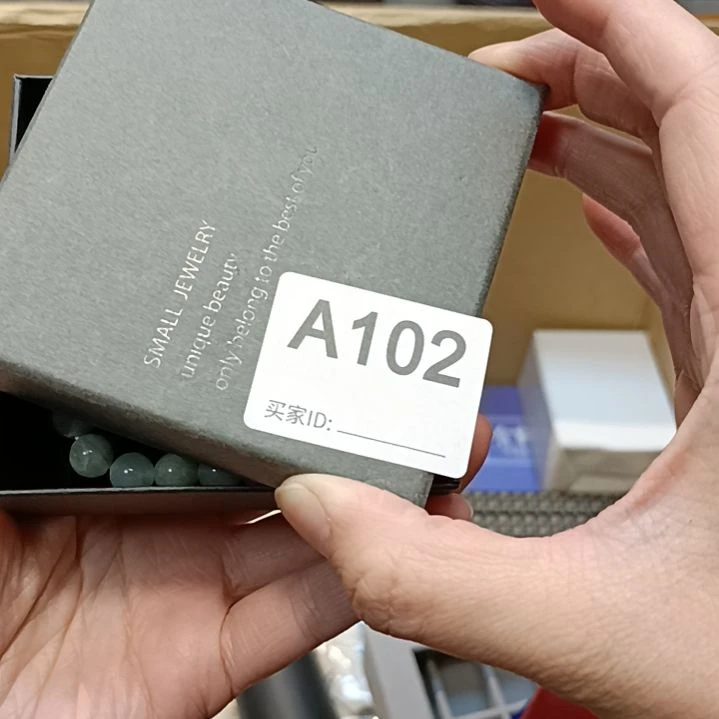 SMALL JEWELRY
unique beauty
only belong to the best of you
A102
买家ID: